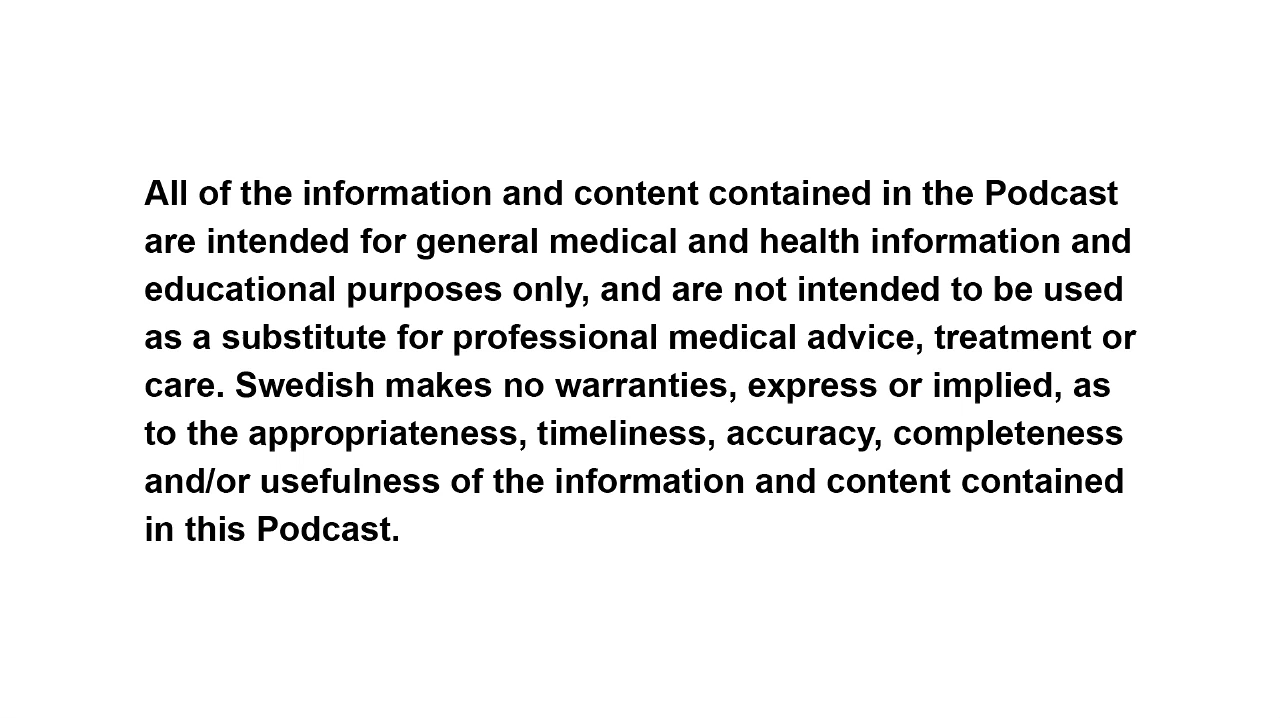 All of the information and content contained in the Podcast
are intended for general medical and health information and
educational purposes only, and are not intended to be used
as a substitute for professional medical advice, treatment or
care. Swedish makes no warranties, express or implied, as
to the appropriateness, timeliness, accuracy, completeness
and/or usefulness of the information and content contained
in this Podcast.